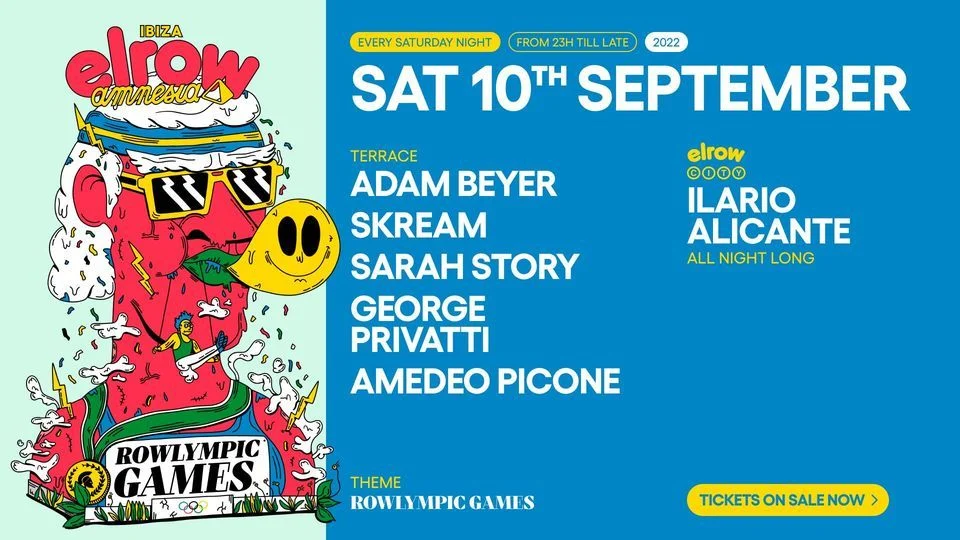 IBIZA
elrow
amnesia
ROWLYMPIC
GAMES
EVERY SATURDAY NIGHT
FROM 23H TILL LATE
2022
SAT 10TH SEPTEMBER
TERRACE
ADAM BEYER
SKREAM
SARAH STORY
GEORGE
PRIVATTI
AMEDEO PICONE
elrow
CITY
ILARIO
ALICANTE
ALL NIGHT LONG
THEME
ROWLYMPIC GAMES
TICKETS ON SALE NOW >